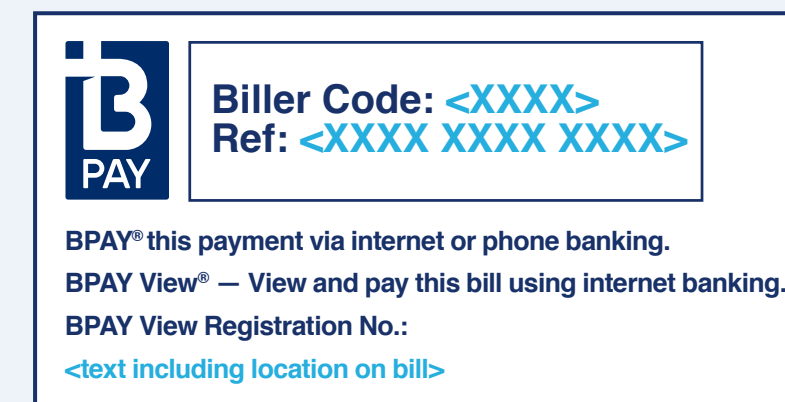 B
PAY
Biller Code: <XXXX>
Ref: <XXXX XXXX XXXX>
BPAY® this payment via internet or phone banking.
BPAY View® — View and pay this bill using internet banking.
BPAY View Registration No.:
<text including location on bill>